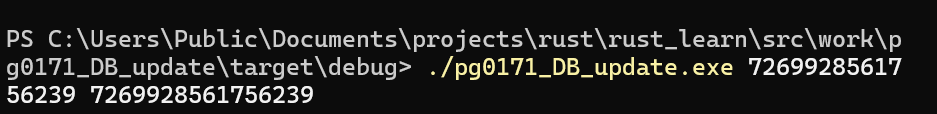 PS C:\Users\Public\Documents\projects\rust\rust_learn\src\work\p
g0171_DB_update\target\debug> ./pg0171_DB_update.exe 72699285617
56239 7269928561756239